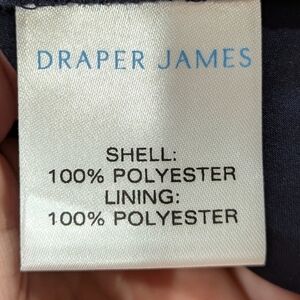 DRAPER JAMES
SHELL:
100% POLYESTER
LINING:
100% POLYESTER